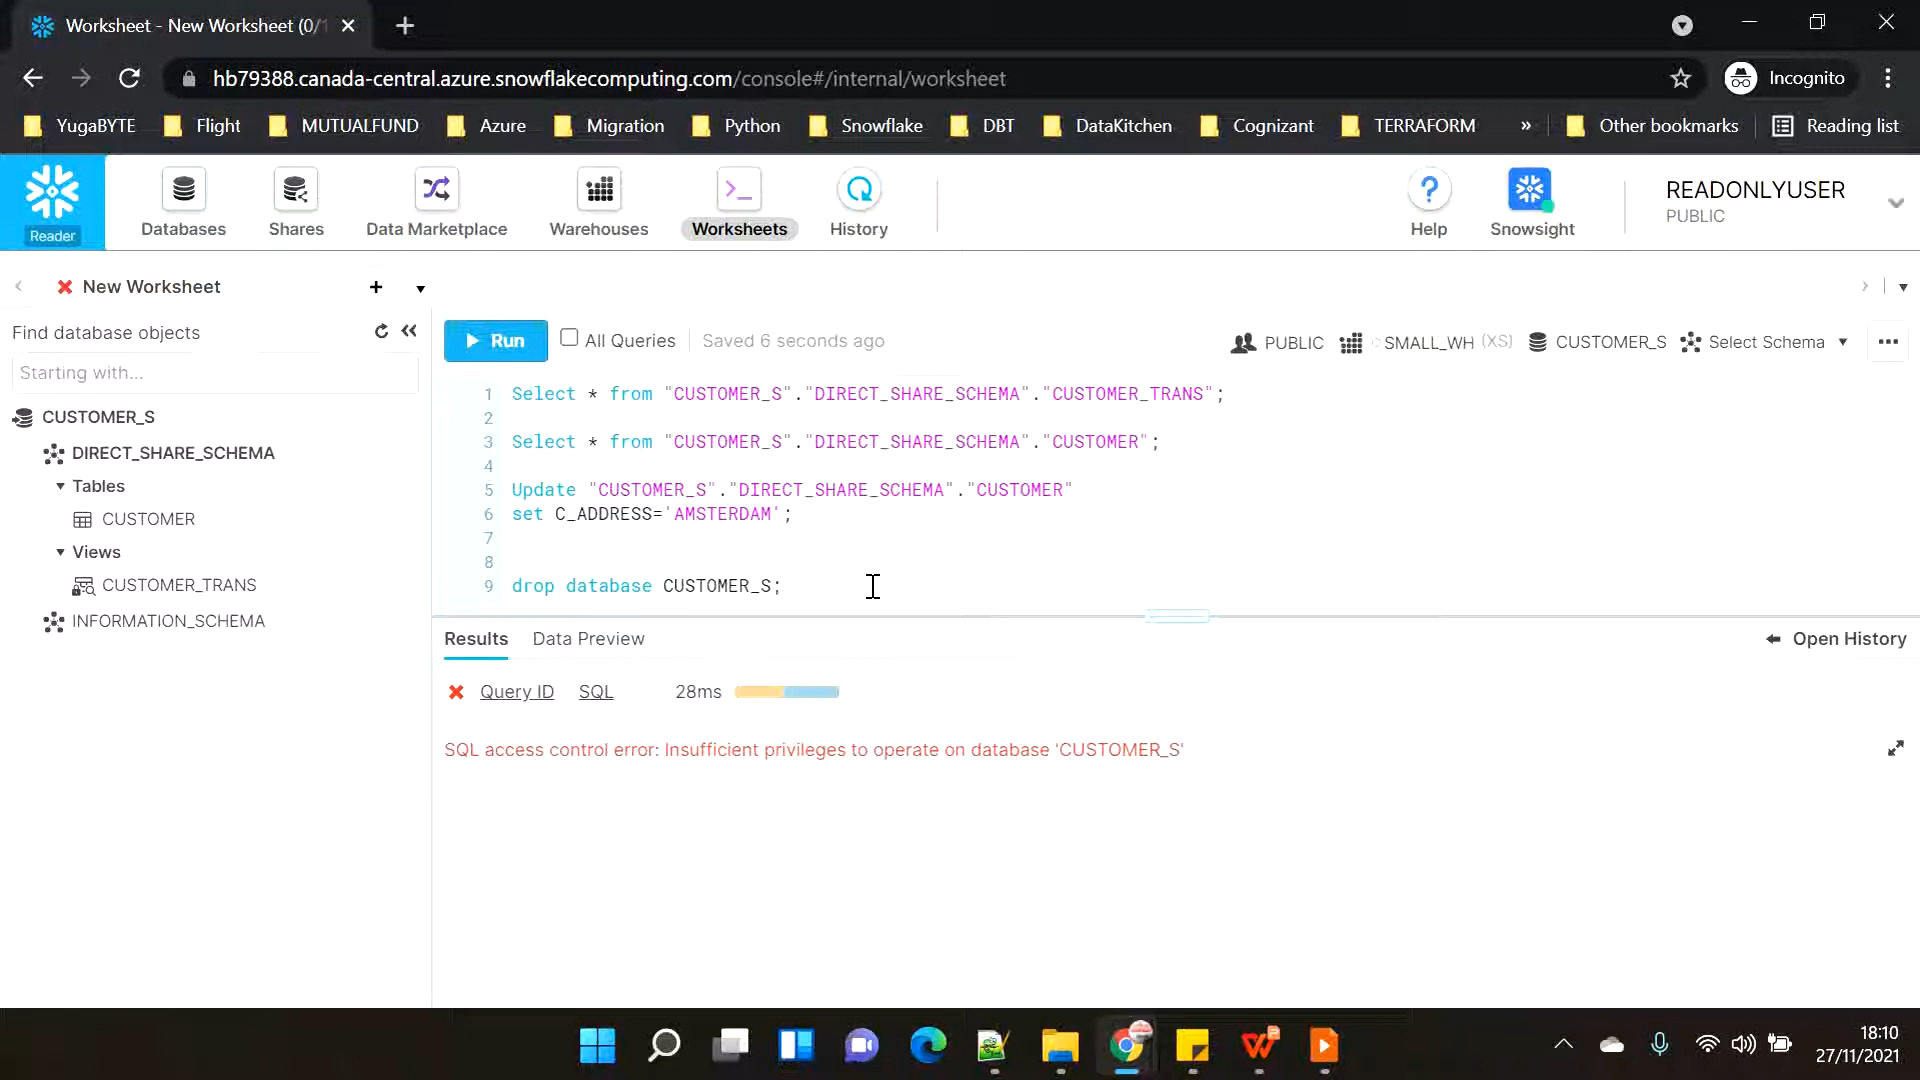 Worksheet - New Worksheet (0/1
hb79388.canada-central.azure.snowflakecomputing.com/console#/internal/worksheet
Incognito
YugaBYTE
Flight
MUTUALFUND
Azure
Migration
Python
Snowflake
DBT
DataKitchen
Cognizant
TERRAFORM
»
Other bookmarks
Reading list
Reader
Databases
Shares
Data Marketplace
Warehouses
Worksheets
History
Help
Snowsight
READONLYUSER
PUBLIC
New Worksheet
Find database objects
Starting with...
CUSTOMER_S
DIRECT_SHARE_SCHEMA
Tables
CUSTOMER
Views
CUSTOMER_TRANS
INFORMATION_SCHEMA
Run
All Queries
Saved 6 seconds ago
PUBLIC
SMALL_WH (XS)
CUSTOMER_S
Select Schema
1 Select * from "CUSTOMER_S"."DIRECT_SHARE_SCHEMA"."CUSTOMER_TRANS";
2
3 Select * from "CUSTOMER_S"."DIRECT_SHARE_SCHEMA"."CUSTOMER";
4
5 Update "CUSTOMER_S"."DIRECT_SHARE_SCHEMA"."CUSTOMER"
6 set C_ADDRESS='AMSTERDAM';
7
8
9 drop database CUSTOMER_S;
Results
Data Preview
Open History
Query ID
SQL
28ms
SQL access control error: Insufficient privileges to operate on database 'CUSTOMER_S'
18:10
27/11/2021